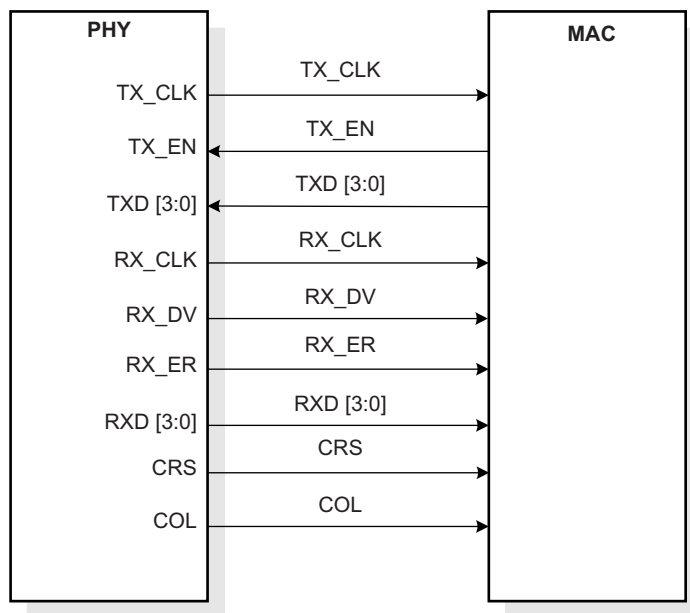 PHY
MAC
TX_CLK
TX_CLK
TX_EN
TX_EN
TXD [3:0]
TXD [3:0]
RX_CLK
RX_CLK
RX_DV
RX_DV
RX_ER
RX_ER
RXD [3:0]
RXD [3:0]
CRS
CRS
COL
COL